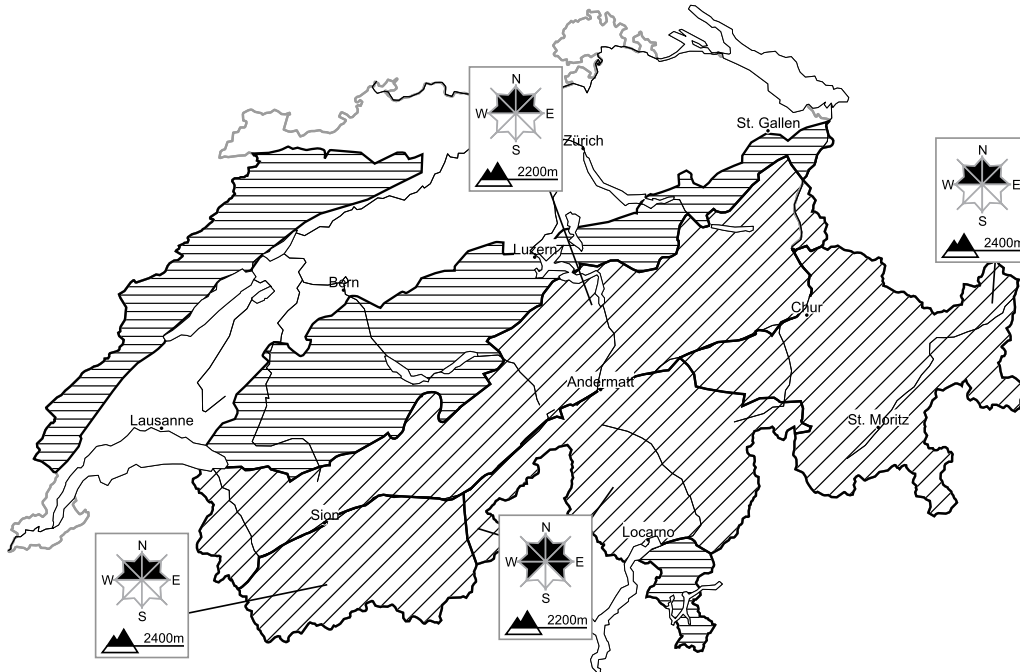 N
W E
S
2200m
Zürich
St. Gallen
N
W E
S
2400m
Luzern
Bern
Chur
Andermatt
Lausanne
St. Moritz
Sion
Locarno
N
W E
S
2400m
N
W E
S
2200m